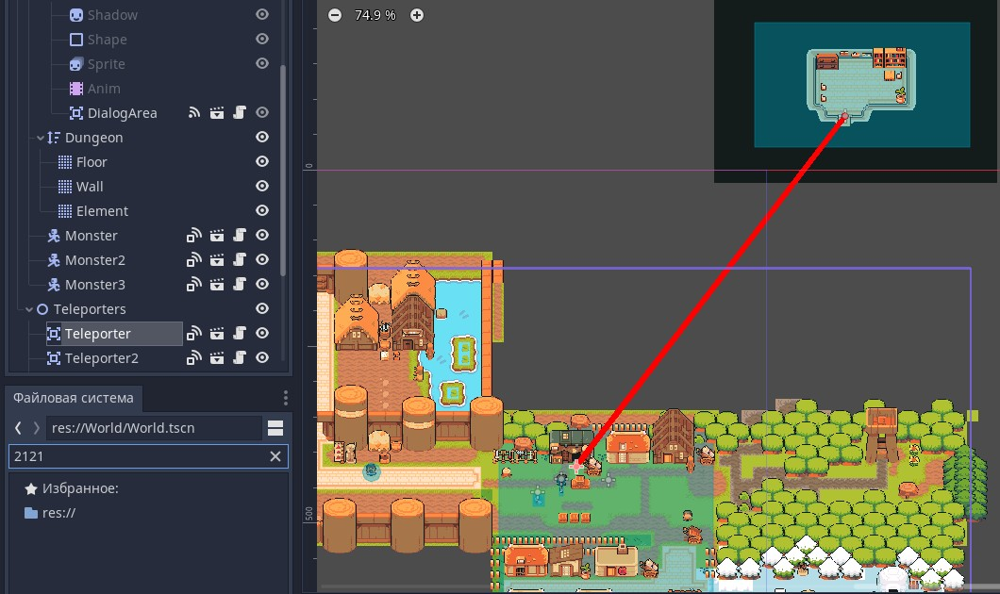 Shadow
Shape
Sprite
Anim
DialogArea
Dungeon
Floor
Wall
Element
Monster
Monster2
Monster3
Teleporters
Teleporter
Teleporter2
Файловая система
res://World/World.tscn
2121
Избранное:
res://
74.9 %
0
500